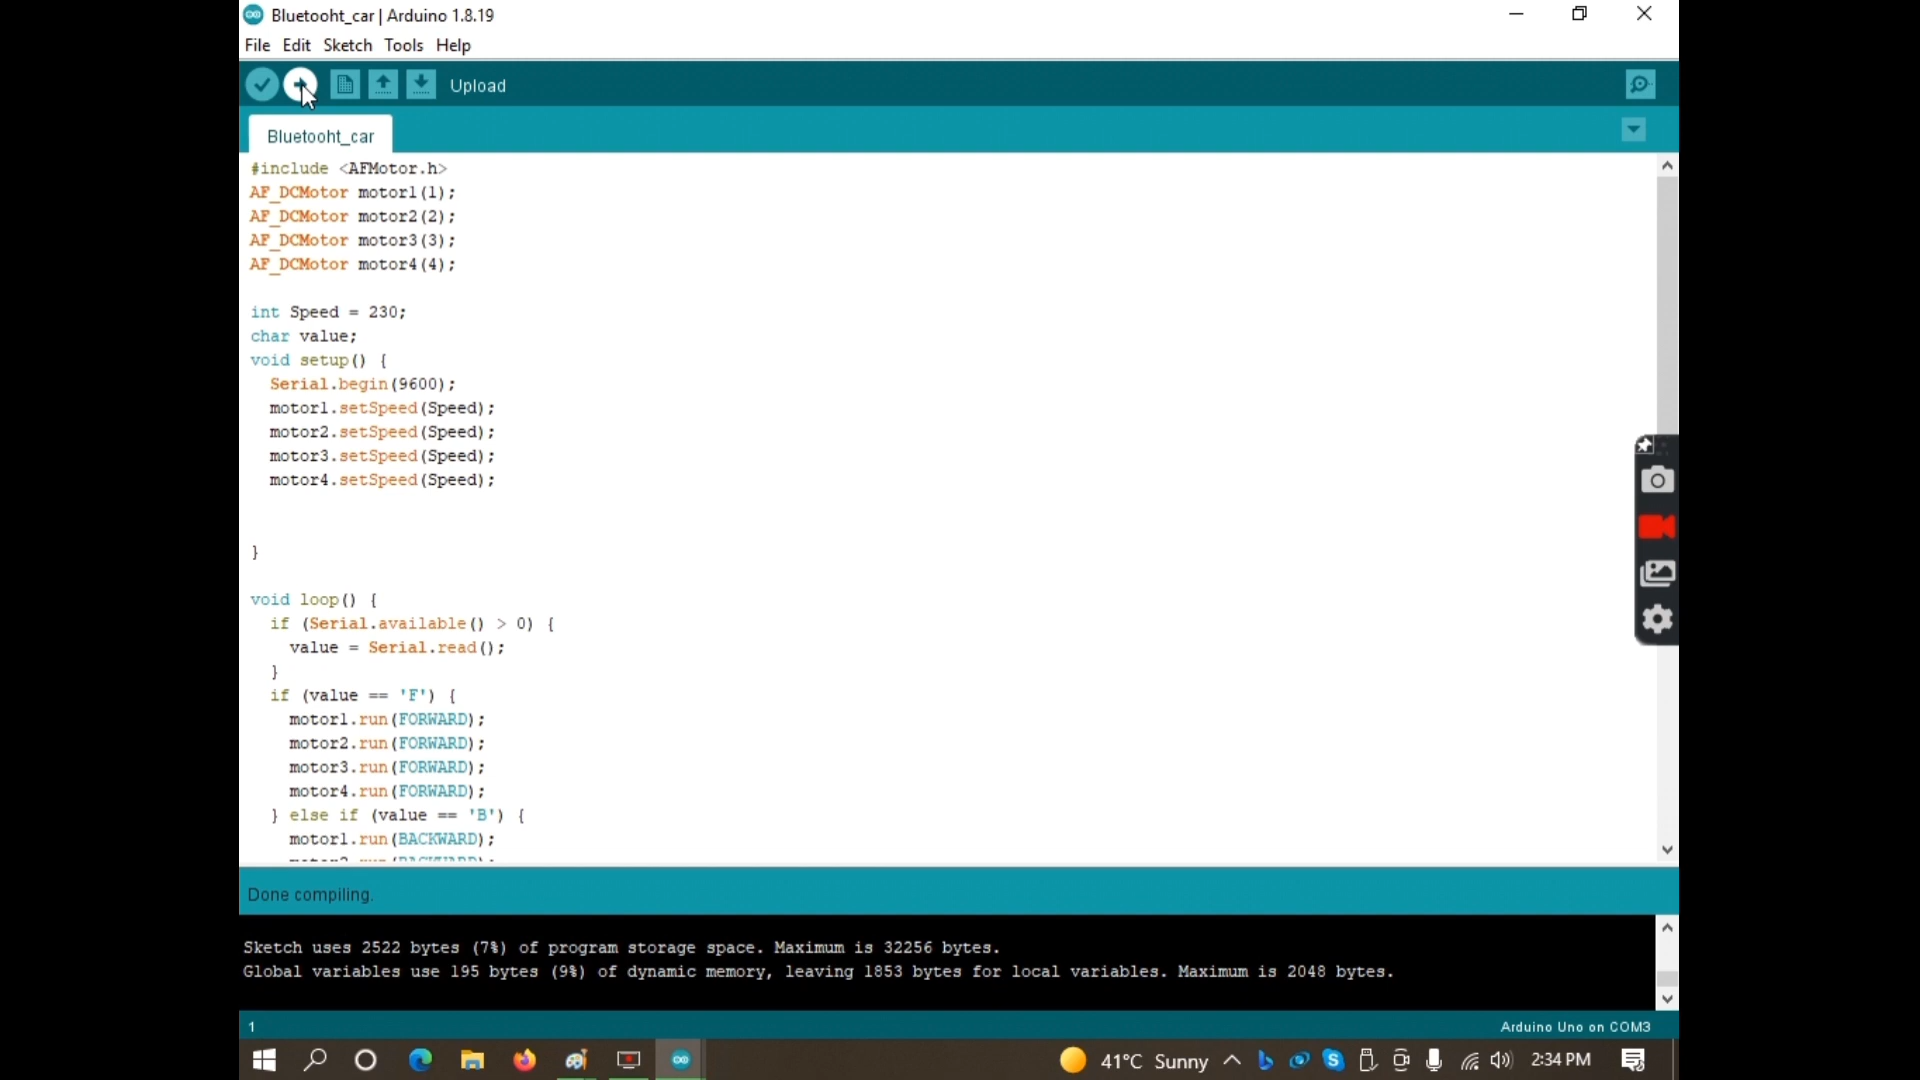 Bluetooht_car | Arduino 1.8.19
File Edit Sketch Tools Help
Upload
Bluetooht_car
#include <AFMotor.h>
AF_DCMotor motor1(1);
AF_DCMotor motor2(2);
AF_DCMotor motor3(3);
AF_DCMotor motor4(4);
int Speed = 230;
char value;
void setup() {
Serial.begin(9600);
motor1.setSpeed(Speed);
motor2.setSpeed(Speed);
motor3.setSpeed(Speed);
motor4.setSpeed(Speed);
}
void loop() {
if (Serial.available() > 0) {
value = Serial.read();
}
if (value == 'F') {
motor1.run(FORWARD);
motor2.run(FORWARD);
motor3.run(FORWARD);
motor4.run(FORWARD);
} else if (value == 'B') {
motor1.run(BACKWARD);
Done compiling.
Sketch uses 2522 bytes (7%) of program storage space. Maximum is 32256 bytes.
Global variables use 195 bytes (9%) of dynamic memory, leaving 1853 bytes for local variables. Maximum is 2048 bytes.
1 Arduino Uno on COM3
41°C Sunny 2:34 PM